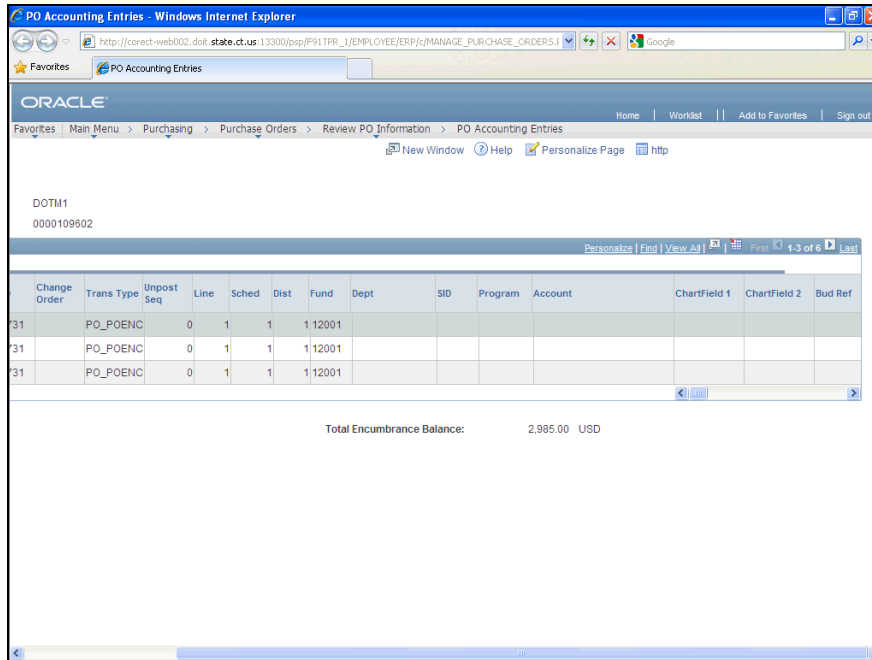 PO Accounting Entries - Windows Internet Explorer
http://corect-web002.doit.state.ct.us:13300/psp/F91TPR_1/EMPLOYEE/ERP/c/MANAGE_PURCHASE_ORDERS.F
Google
Favorites PO Accounting Entries
ORACLE
Home | Worklist || Add to Favorites | Sign out
Favorites Main Menu > Purchasing > Purchase Orders > Review PO Information > PO Accounting Entries
New Window Help Personalize Page http
DOTM1
0000109602
Personalize | Find | View All | | First 1-3 of 6 Last
Change Order Trans Type Unpost Seq Line Sched Dist Fund Dept SID Program Account ChartField 1 ChartField 2 Bud Ref
731 PO_POENC 0 1 1 1 12001
731 PO_POENC 0 1 1 1 12001
731 PO_POENC 0 1 1 1 12001
Total Encumbrance Balance: 2,985.00 USD